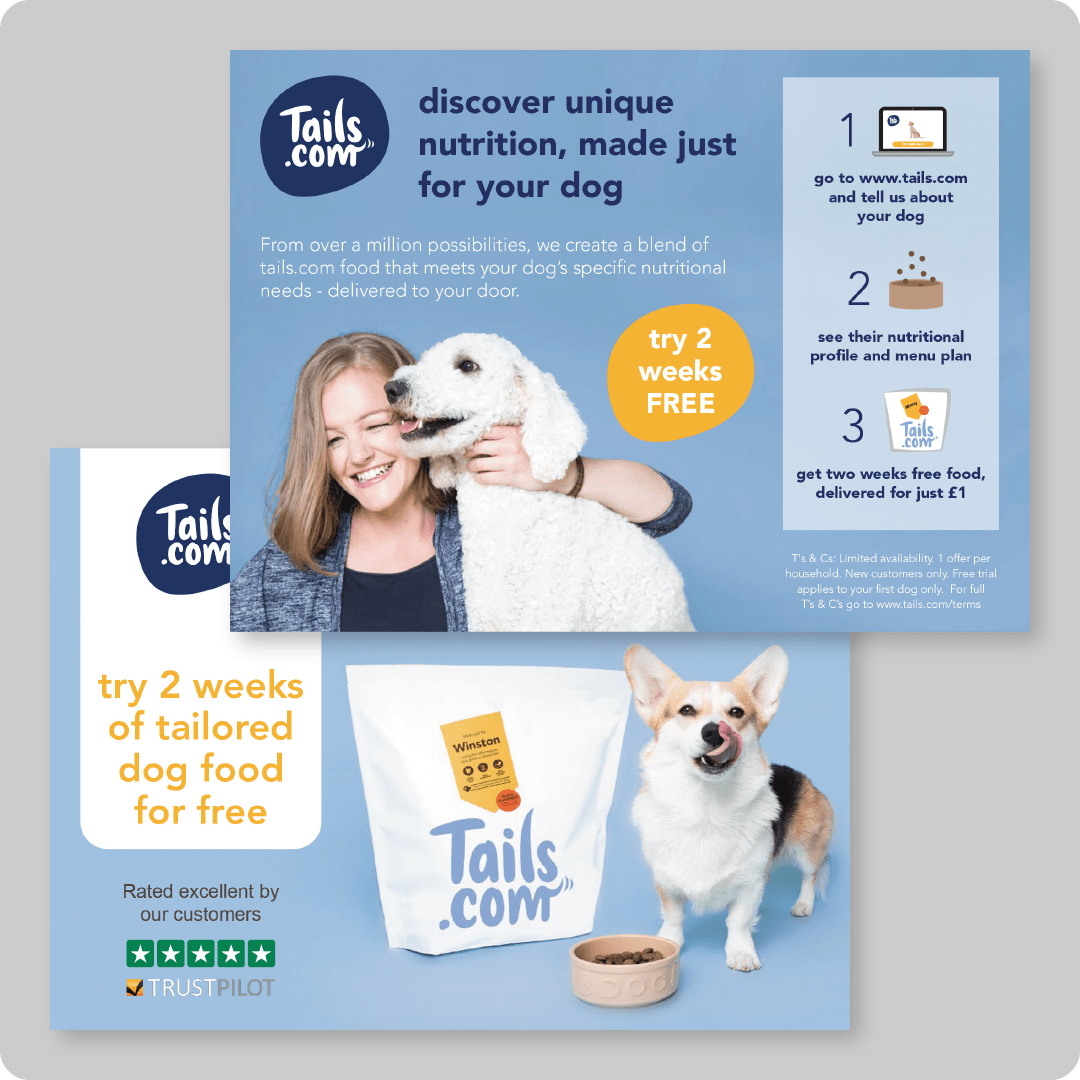 Tails
.com
discover unique
nutrition, made just
for your dog
From over a million possibilities, we create a blend of
tails.com food that meets your dog's specific nutritional
needs - delivered to your door.
try 2
weeks
FREE
1
go to www.tails.com
and tell us about
your dog
2
see their nutritional
profile and menu plan
3
Tails
.com
get two weeks free food,
delivered for just £1
T's & Cs: Limited availability. 1 offer per
household. New customers only. Free trial
applies to your first dog only. For full
T's & C's go to www.tails.com/terms
Tails
.com
try 2 weeks
of tailored
dog food
for free
Rated excellent by
our customers
TRUSTPILOT
Winston
Tails
.com
DOG